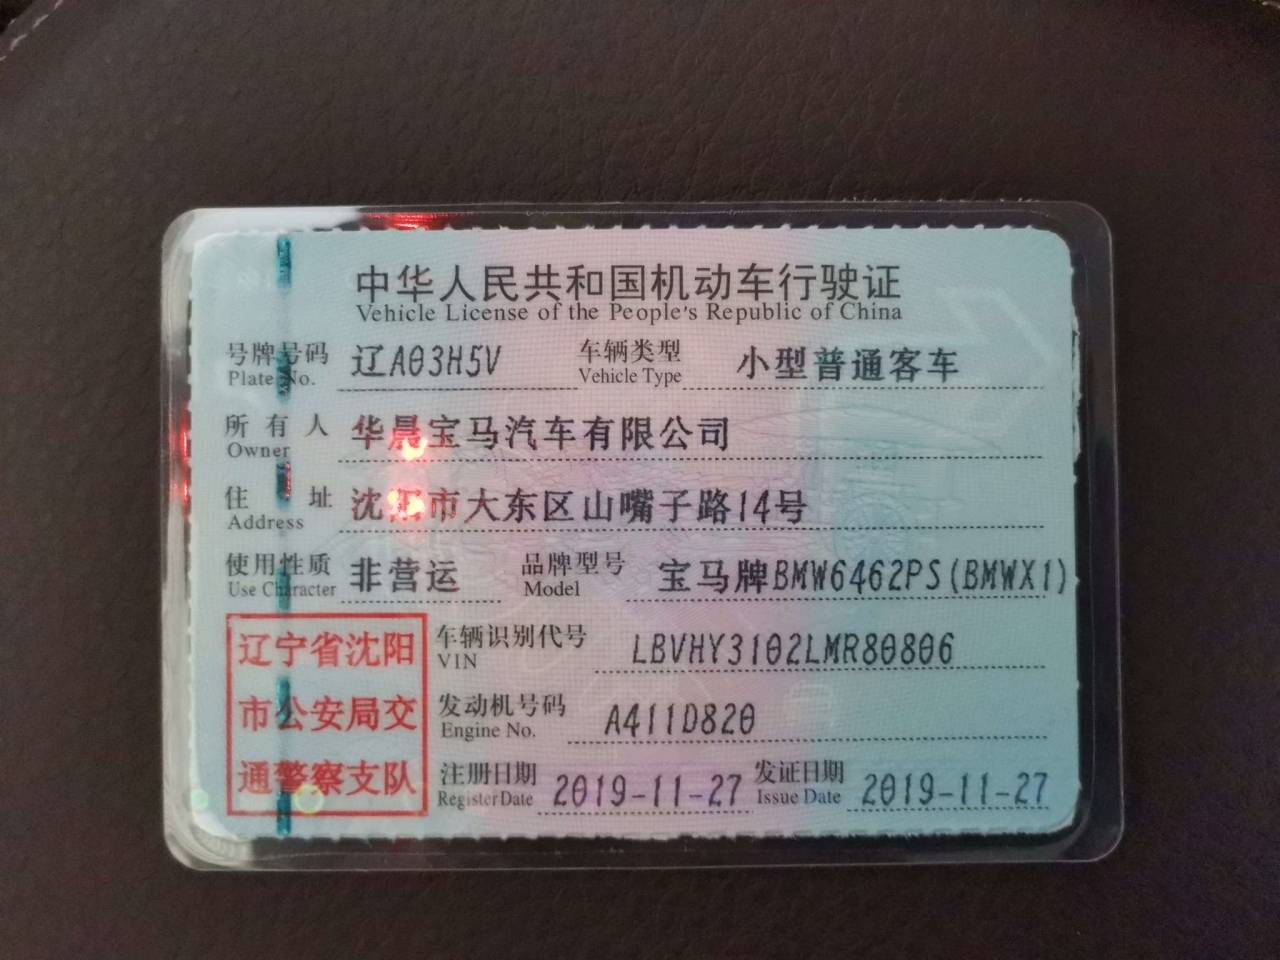 中华人民共和国机动车行驶证
Vehicle License of the People's Republic of China
号牌号码 辽A03H5V 车辆类型 小型普通客车
Plate No. Vehicle Type
所有人 华晨宝马汽车有限公司
Owner
住址 沈阳市大东区山嘴子路14号
Address
使用性质 非营运 品牌型号 宝马牌BMW6462PS(BMWX1)
Use Character Model
辽宁省沈阳
市公安局交
通警察支队
车辆识别代号 LBVHY3102LMR80806
VIN
发动机号码 A411D820
Engine No.
注册日期 2019-11-27 发证日期 2019-11-27
Register Date Issue Date